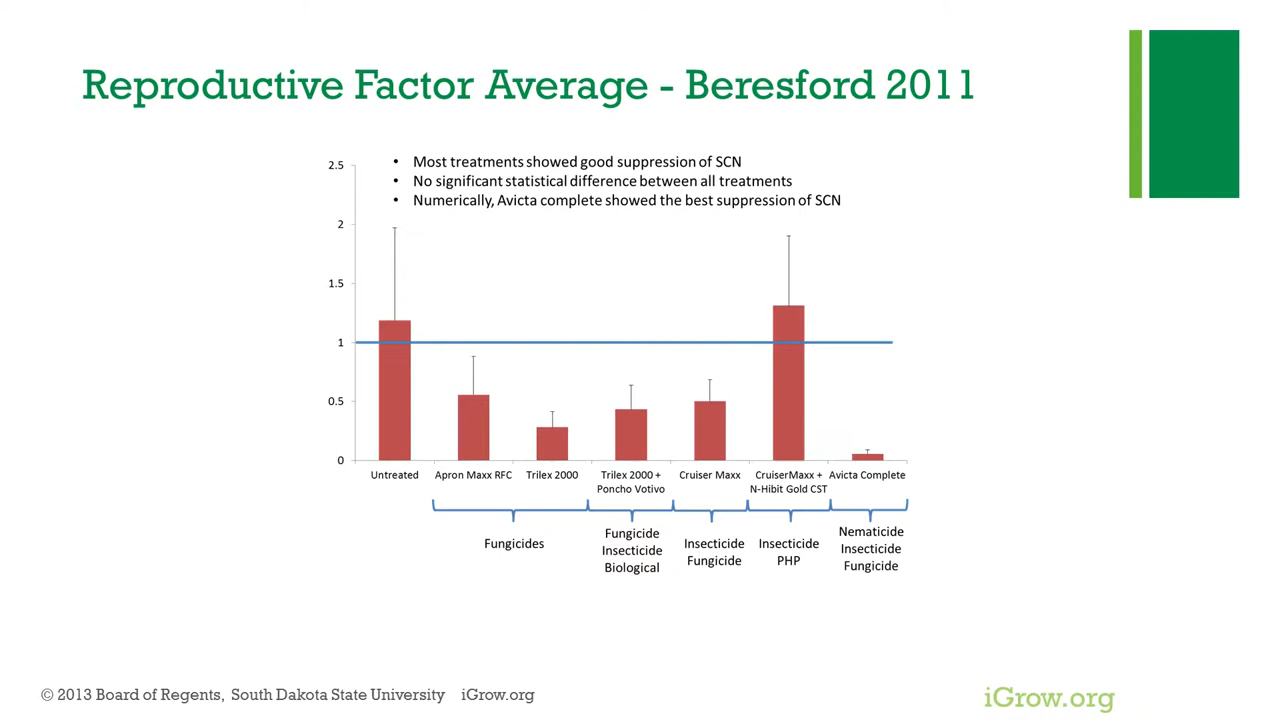 Reproductive Factor Average - Beresford 2011
• Most treatments showed good suppression of SCN
• No significant statistical difference between all treatments
• Numerically, Avicta complete showed the best suppression of SCN
2.5
2
1.5
1
0.5
0
Untreated
Apron Maxx RFC
Trilex 2000
Trilex 2000 +
Poncho Votivo
Cruiser Maxx
CruiserMaxx +
N-Hibit Gold CST
Avicta Complete
Fungicides
Fungicide
Insecticide
Biological
Insecticide
Fungicide
Insecticide
PHP
Nematicide
Insecticide
Fungicide
© 2013 Board of Regents, South Dakota State University iGrow.org
iGrow.org